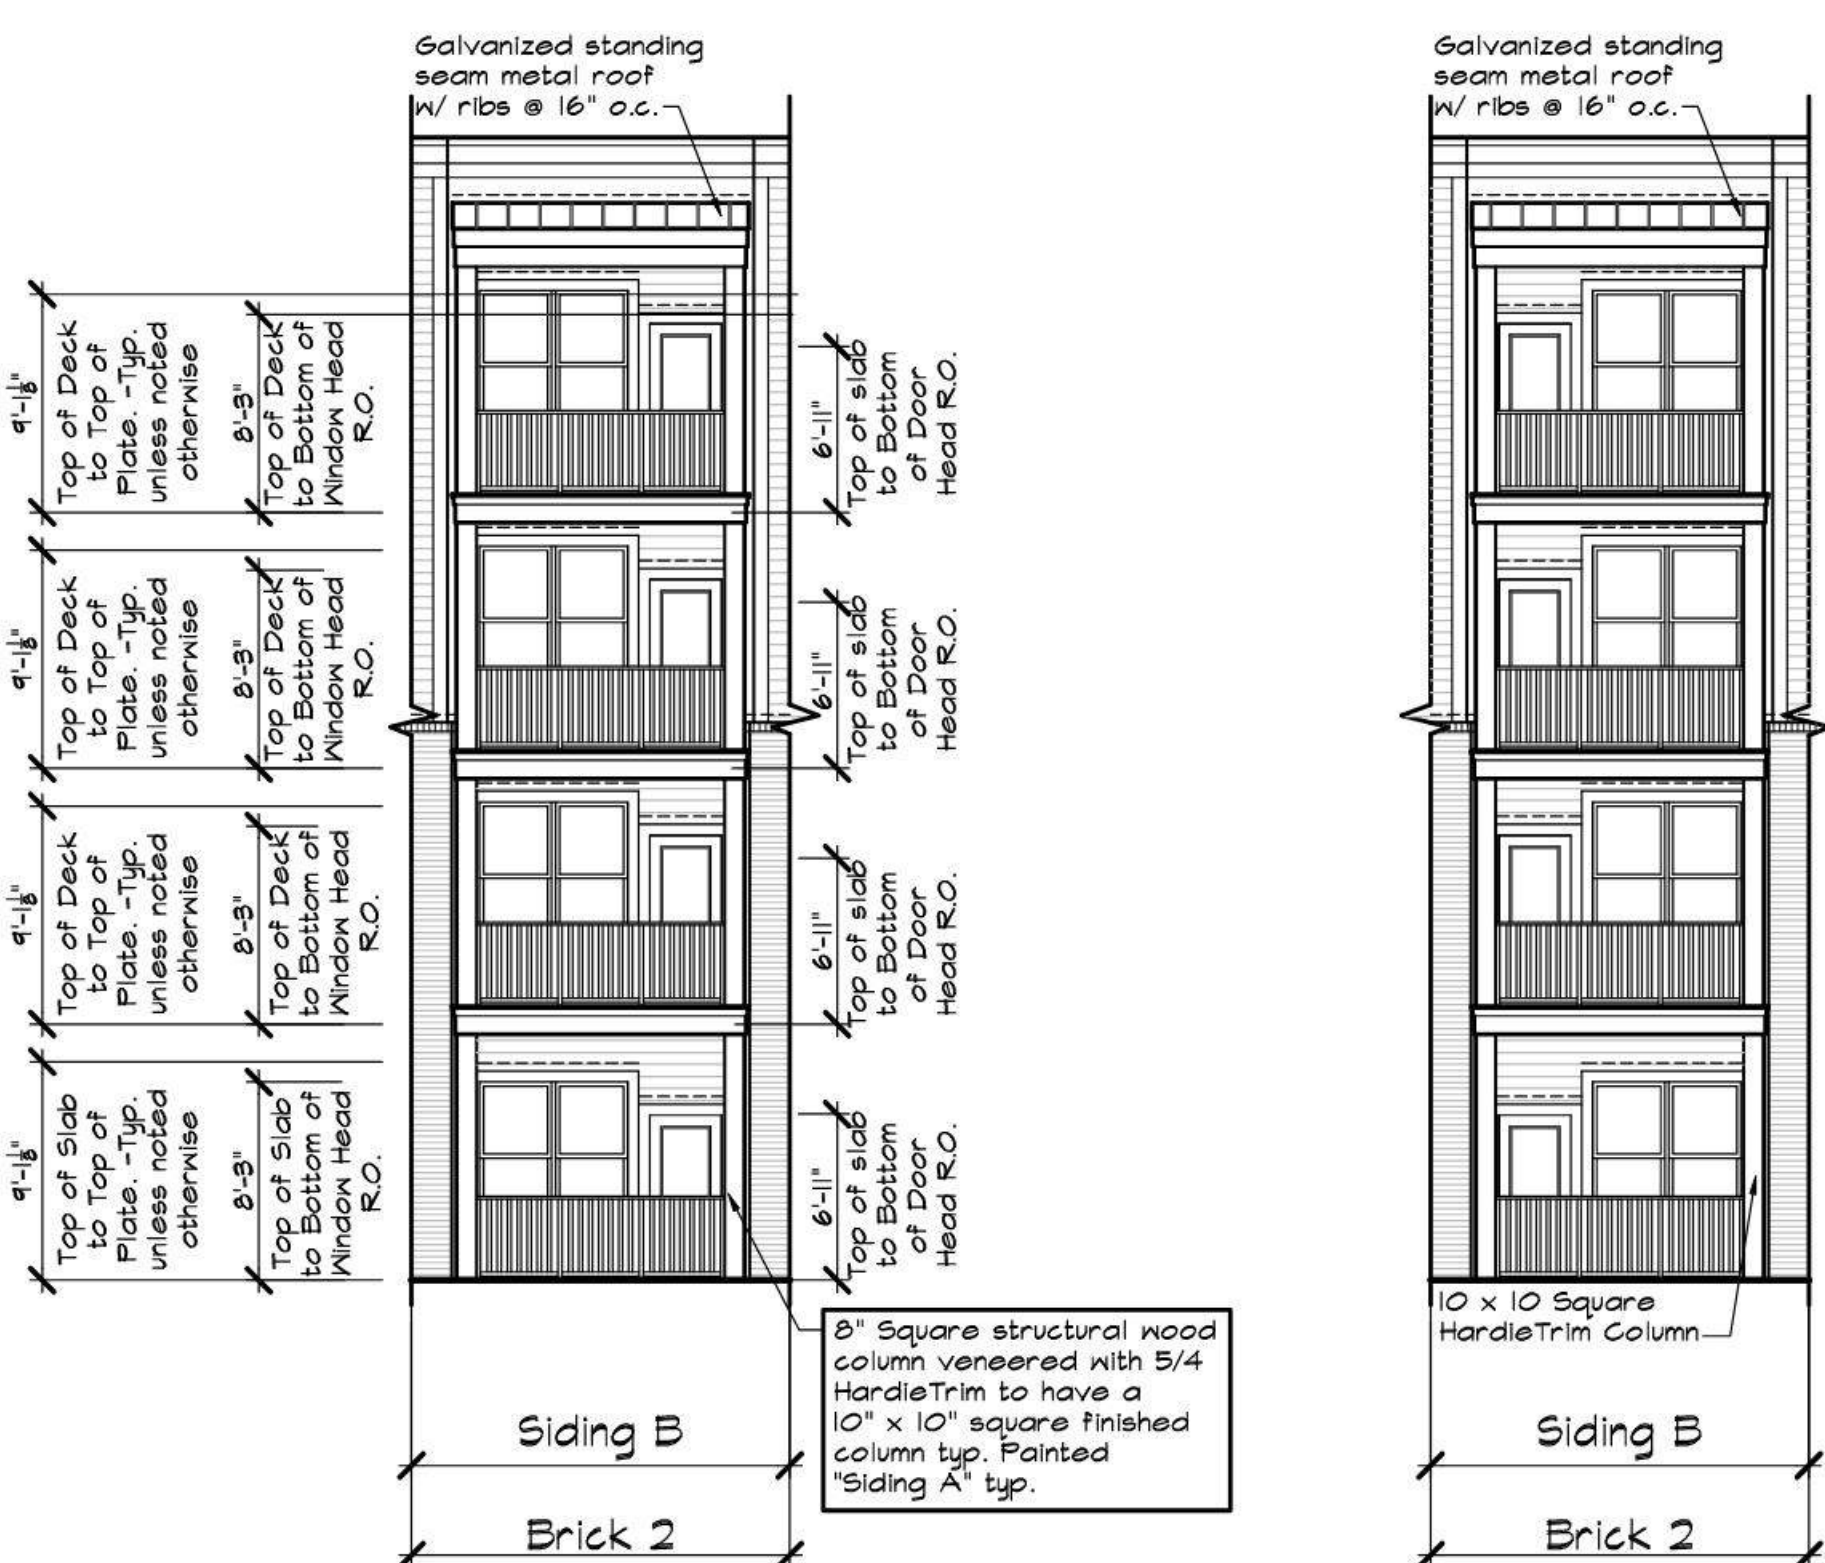 Galvanized standing
seam metal roof
w/ ribs @ 16" o.c.
Galvanized standing
seam metal roof
w/ ribs @ 16" o.c.
9'-1 1/8"
Top of Deck
to Top of
Plate. -Typ.
unless noted
otherwise
8'-3"
Top of Deck
to Bottom of
Window Head
R.O.
6'-11"
Top of slab
to Bottom
of Door
Head R.O.
9'-1 1/8"
Top of Deck
to Top of
Plate. -Typ.
unless noted
otherwise
8'-3"
Top of Deck
to Bottom of
Window Head
R.O.
6'-11"
Top of slab
to Bottom
of Door
Head R.O.
9'-1 1/8"
Top of Deck
to Top of
Plate. -Typ.
unless noted
otherwise
8'-3"
Top of Deck
to Bottom of
Window Head
R.O.
6'-11"
Top of slab
to Bottom
of Door
Head R.O.
9'-1 1/8"
Top of Slab
to Top of
Plate. -Typ.
unless noted
otherwise
8'-3"
Top of Slab
to Bottom of
Window Head
R.O.
6'-11"
Top of slab
to Bottom
of Door
Head R.O.
8" Square structural wood
column veneered with 5/4
HardieTrim to have a
10" x 10" square finished
column typ. Painted
"Siding A" typ.
10 x 10 Square
HardieTrim Column
Siding B
Brick 2
Siding B
Brick 2